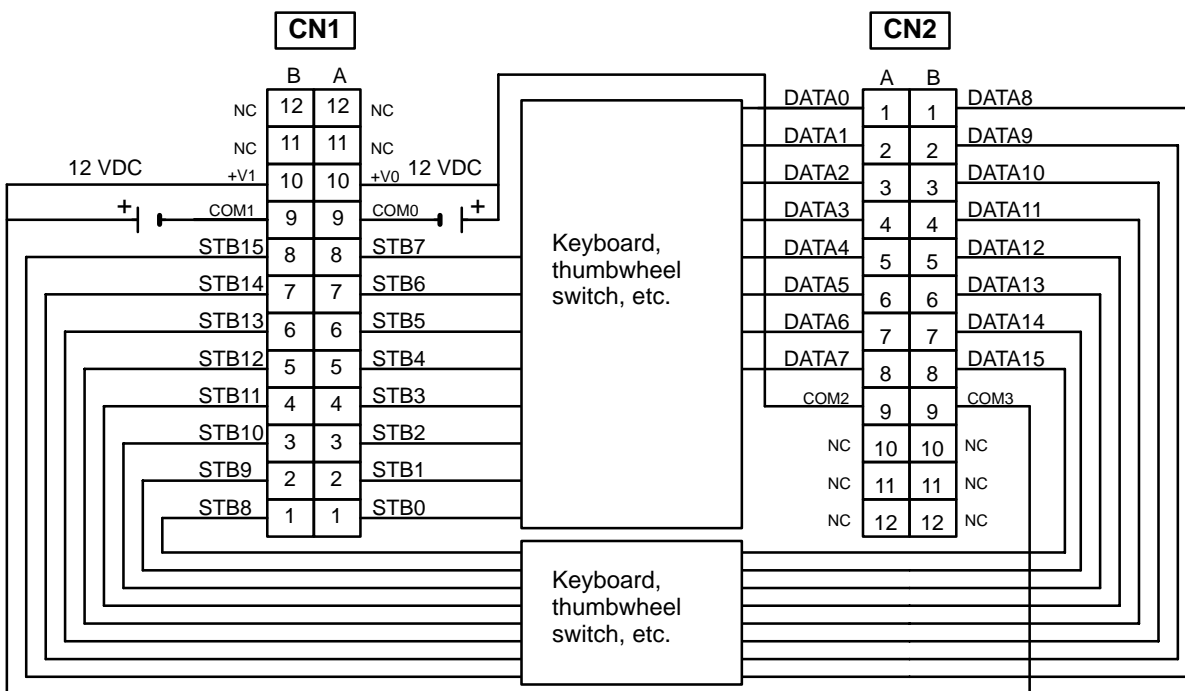 CN1 CN2
B A A B
NC 12 12 NC DATA0 1 1 DATA8
NC 11 11 NC DATA1 2 2 DATA9
12 VDC +V1 10 10 +V0 12 VDC DATA2 3 3 DATA10
+ COM1 9 9 COM0 + DATA3 4 4 DATA11
STB15 8 8 STB7 DATA4 5 5 DATA12
STB14 7 7 STB6 DATA5 6 6 DATA13
STB13 6 6 STB5 DATA6 7 7 DATA14
STB12 5 5 STB4 DATA7 8 8 DATA15
STB11 4 4 STB3 COM2 9 9 COM3
STB10 3 3 STB2 NC 10 10 NC
STB9 2 2 STB1 NC 11 11 NC
STB8 1 1 STB0 NC 12 12 NC
Keyboard,
thumbwheel
switch, etc.
Keyboard,
thumbwheel
switch, etc.